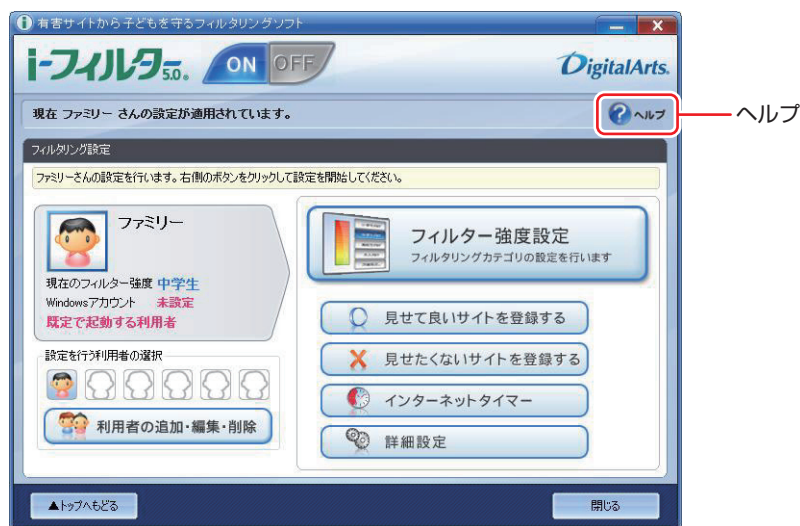 有害サイトから子どもを守るフィルタリングソフト
i-フィルター5.0. ON OFF DigitalArts.
現在 ファミリー さんの設定が適用されています。
ヘルプ
ヘルプ
フィルタリング設定
ファミリーさんの設定を行います。右側のボタンをクリックして設定を開始してください。
ファミリー
現在のフィルター強度 中学生
Windowsアカウント 未設定
既定で起動する利用者
設定を行う利用者の選択
利用者の追加・編集・削除
フィルター強度設定
フィルタリングカテゴリの設定を行います
見せて良いサイトを登録する
見せたくないサイトを登録する
インターネットタイマー
詳細設定
▲トップへもどる
閉じる